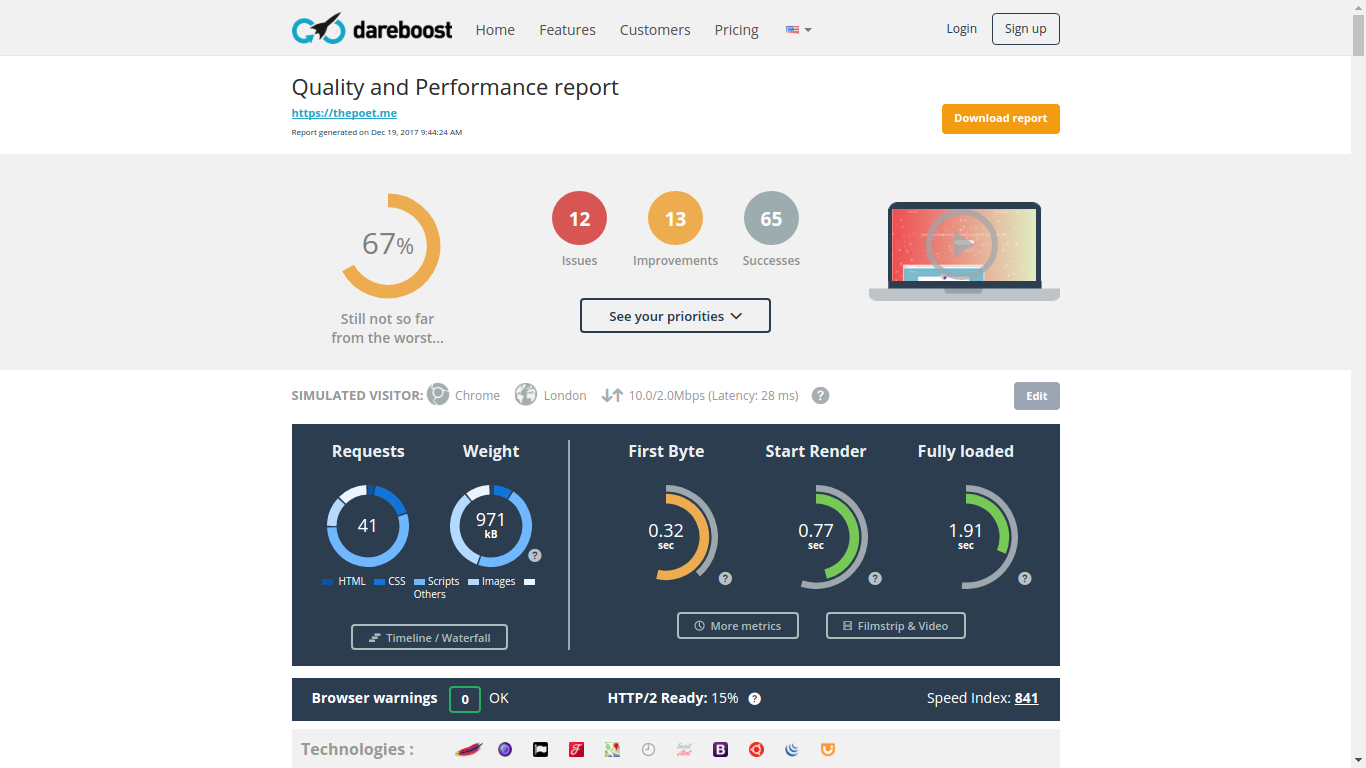 dareboost Home Features Customers Pricing Login Sign up
Quality and Performance report
https://thepoet.me
Report generated on Dec 19, 2017 9:44:24 AM
Download report
67%
Still not so far
from the worst...
12 13 65
Issues Improvements Successes
See your priorities
SIMULATED VISITOR: Chrome London 10.0/2.0Mbps (Latency: 28 ms) ?
Edit
Requests Weight First Byte Start Render Fully loaded
41
971
kB
?
HTML CSS Scripts Images
Others
Timeline / Waterfall
0.32
sec
?
0.77
sec
?
1.91
sec
?
More metrics Filmstrip & Video
Browser warnings 0 OK HTTP/2 Ready: 15% ? Speed Index: 841
Technologies :